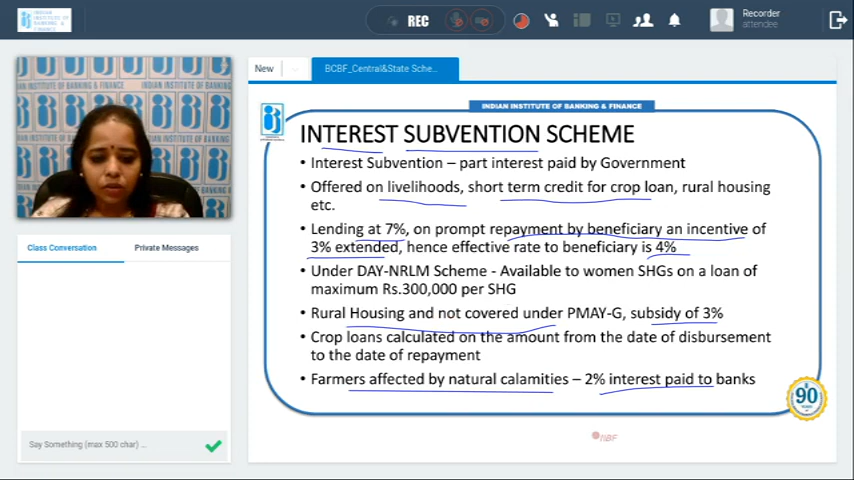 INDIAN INSTITUTE OF BANKING & FINANCE
REC
Recorder
attendee
New
BCBF_Central&State Sche...
INDIAN INSTITUTE OF BANKING & FINANCE
INTEREST SUBVENTION SCHEME
• Interest Subvention – part interest paid by Government
• Offered on livelihoods, short term credit for crop loan, rural housing
etc.
• Lending at 7%, on prompt repayment by beneficiary an incentive of
3% extended, hence effective rate to beneficiary is 4%
• Under DAY-NRLM Scheme - Available to women SHGs on a loan of
maximum Rs.300,000 per SHG
• Rural Housing and not covered under PMAY-G, subsidy of 3%
• Crop loans calculated on the amount from the date of disbursement
to the date of repayment
• Farmers affected by natural calamities – 2% interest paid to banks
90
YEARS
IIBF
Class Conversation
Private Messages
Say Something (max 500 char) ...